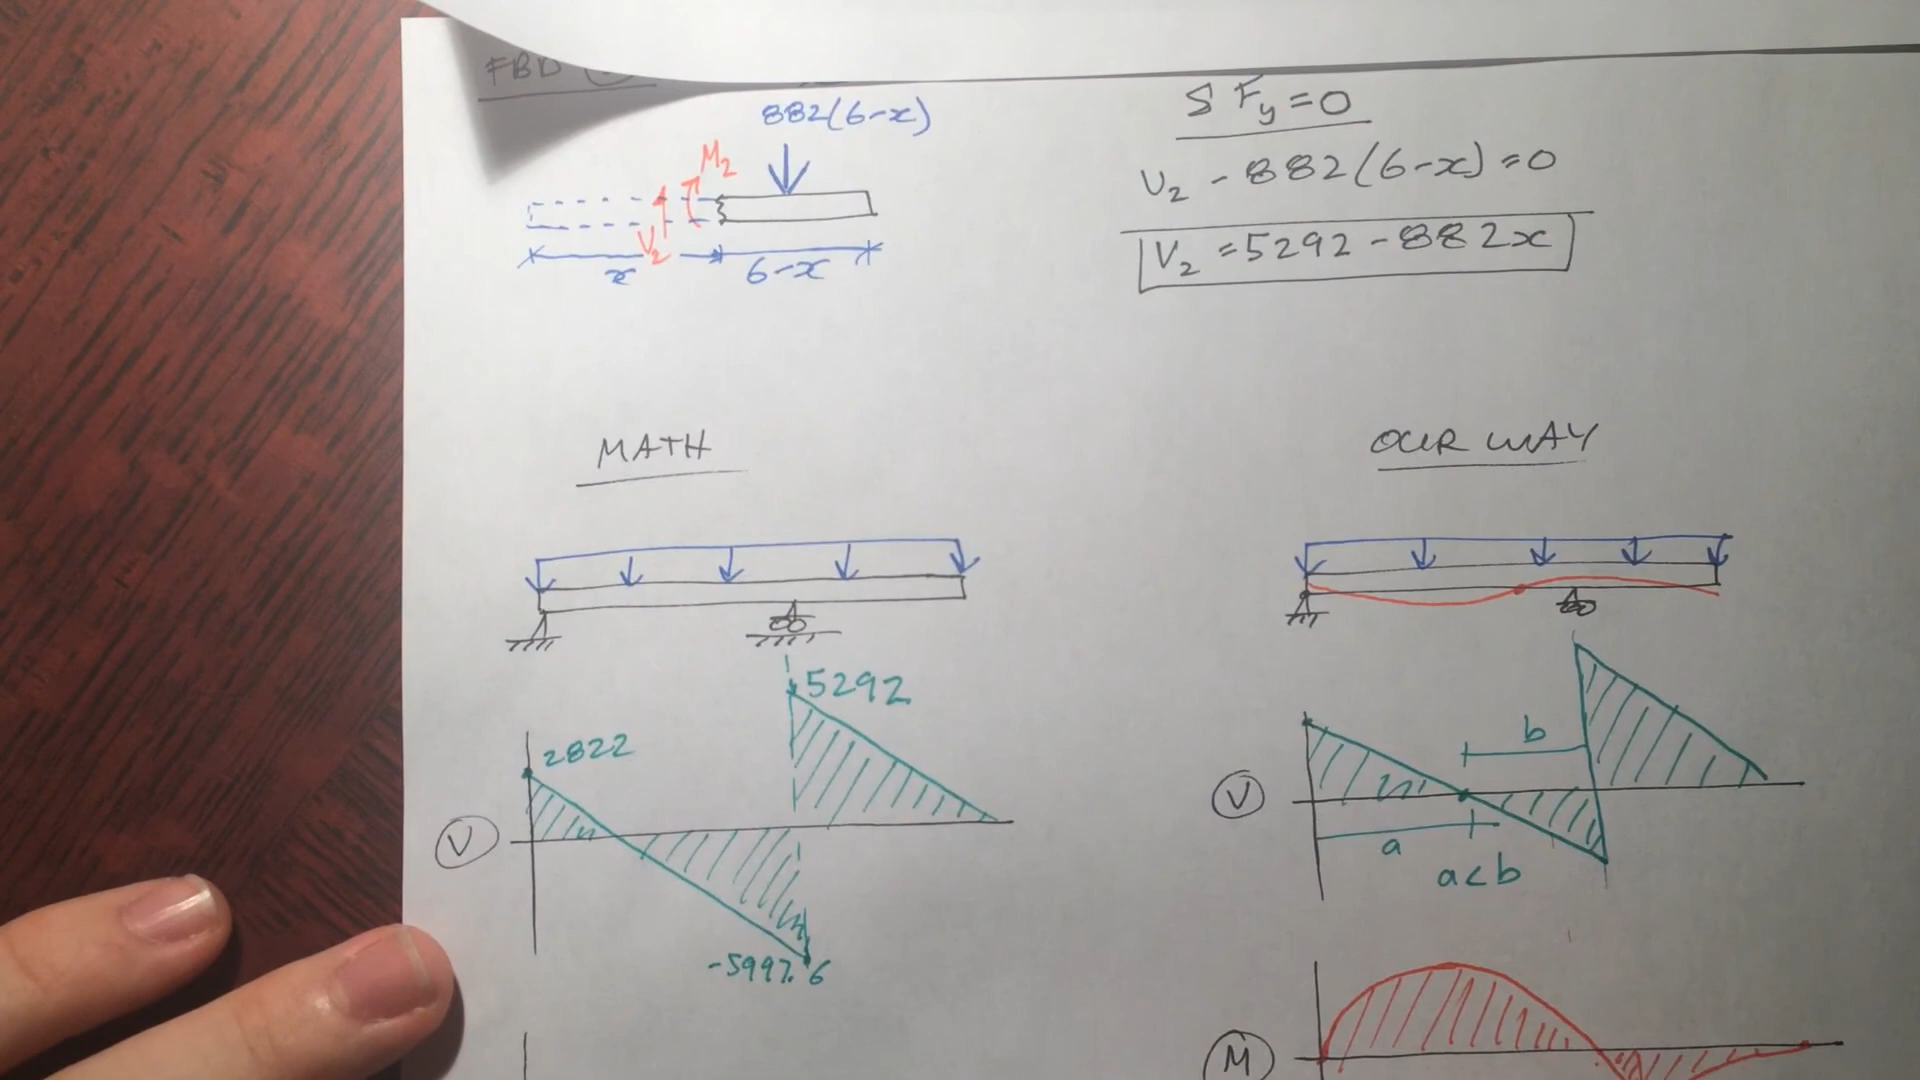 FBD
882(6-x)
M₂
V₂
x
6-x
ΣFy=0
V₂-882(6-x)=0
V₂=5292-882x
MATH
OUR WAY
5292
2822
V
-5997.6
b
V
a
a<b
M